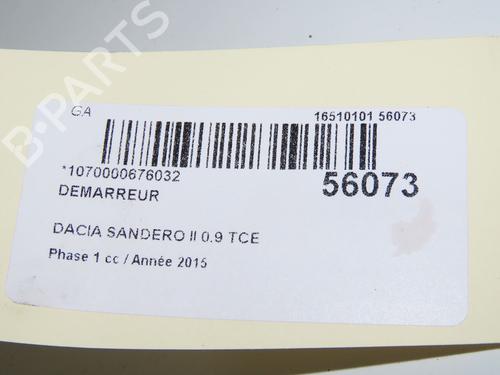 GA
16510101 56073
*1070000676032
56073
DEMARREUR
DACIA SANDERO II 0.9 TCE
Phase 1 cc / Année 2015
B-PARTS